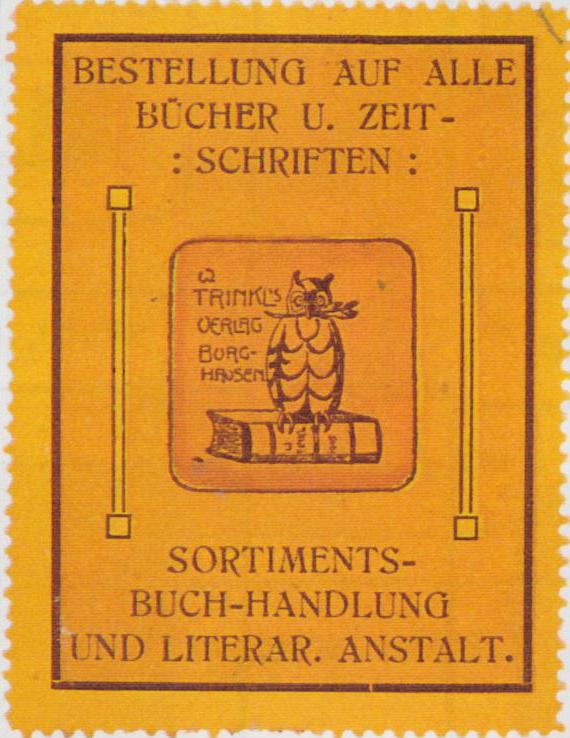 BESTELLUNG AUF ALLE
BÜCHER U. ZEIT-
: SCHRIFTEN :
TRINKL'S
VERLAG
BURG-
HAUSEN
SORTIMENTS-
BUCH-HANDLUNG
UND LITERAR. ANSTALT.